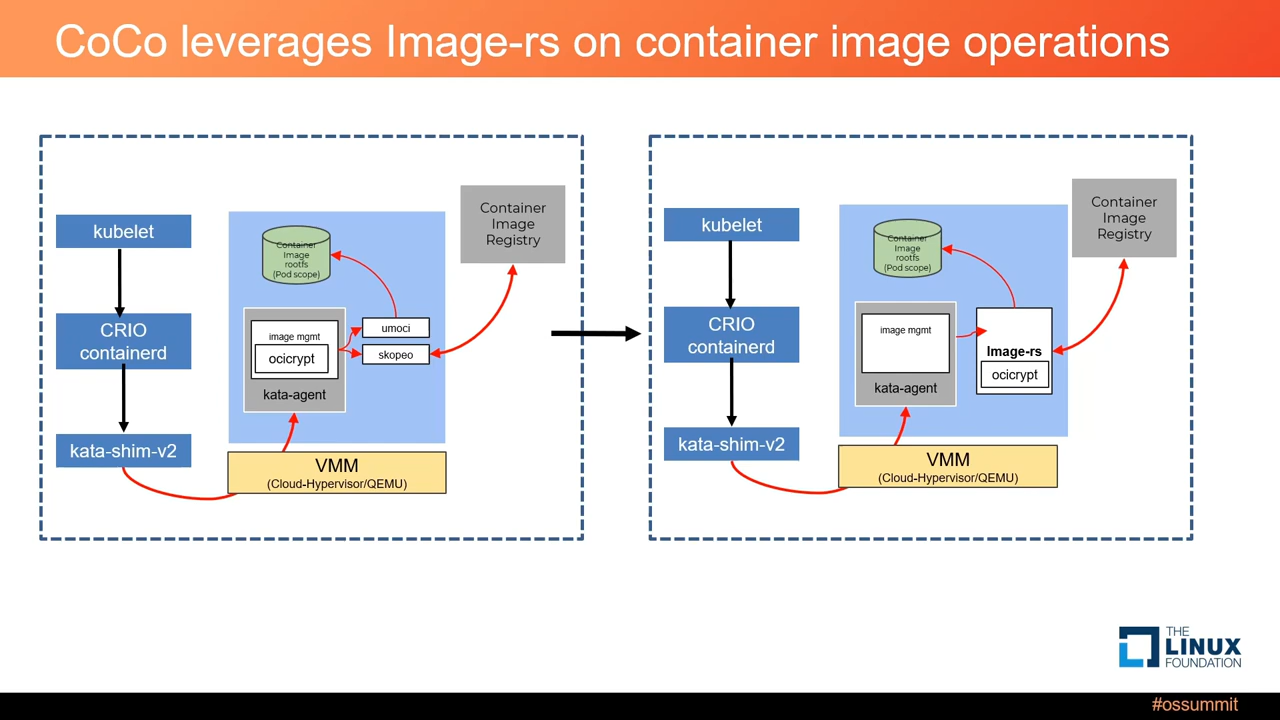 CoCo leverages Image-rs on container image operations
kubelet
CRIO
containerd
kata-shim-v2
Container
Image
rootfs
(Pod scope)
image mgmt
ocicrypt
kata-agent
umoci
skopeo
Container
Image
Registry
VMM
(Cloud-Hypervisor/QEMU)
kubelet
CRIO
containerd
kata-shim-v2
Container
Image
rootfs
(Pod scope)
image mgmt
kata-agent
Image-rs
ocicrypt
Container
Image
Registry
VMM
(Cloud-Hypervisor/QEMU)
THE
LINUX
FOUNDATION
#ossummit